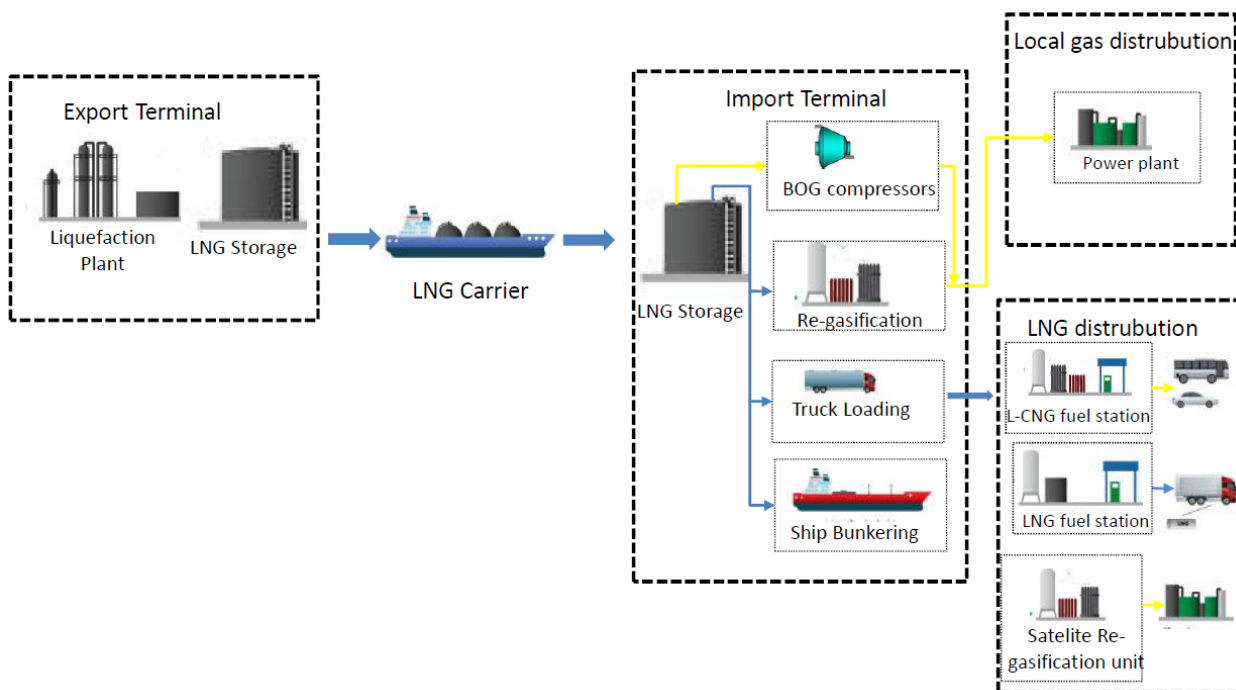 Export Terminal
Liquefaction
Plant
LNG Storage
LNG Carrier
Import Terminal
BOG compressors
LNG Storage
Re-gasification
Truck Loading
Ship Bunkering
Local gas distrubution
Power plant
LNG distrubution
L-CNG fuel station
LNG fuel station
LNG
Satelite Re-
gasification unit